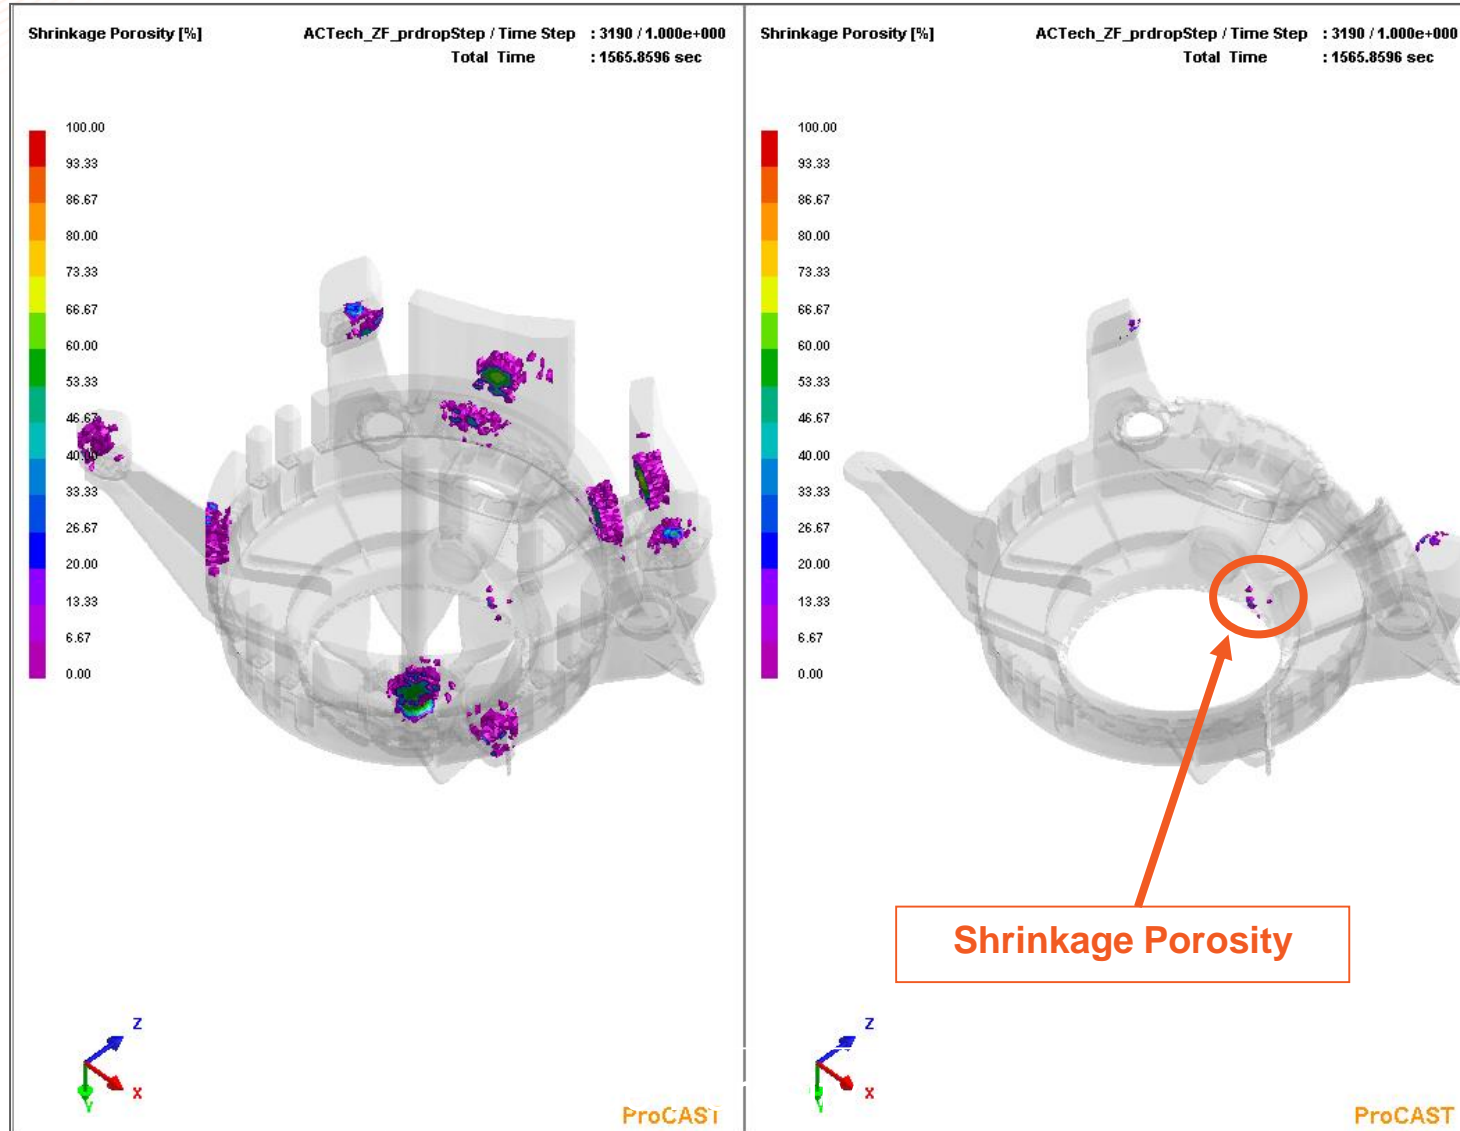 Shrinkage Porosity [%]
ACTech_ZF_prdropStep / Time Step : 3190 / 1.000e+000
Total Time : 1565.8596 sec
100.00
93.33
86.67
80.00
73.33
66.67
60.00
53.33
46.67
40.00
33.33
26.67
20.00
13.33
6.67
0.00
Z
X
Y
ProCAST
Shrinkage Porosity [%]
ACTech_ZF_prdropStep / Time Step : 3190 / 1.000e+000
Total Time : 1565.8596 sec
100.00
93.33
86.67
80.00
73.33
66.67
60.00
53.33
46.67
40.00
33.33
26.67
20.00
13.33
6.67
0.00
Shrinkage Porosity
Z
X
Y
ProCAST